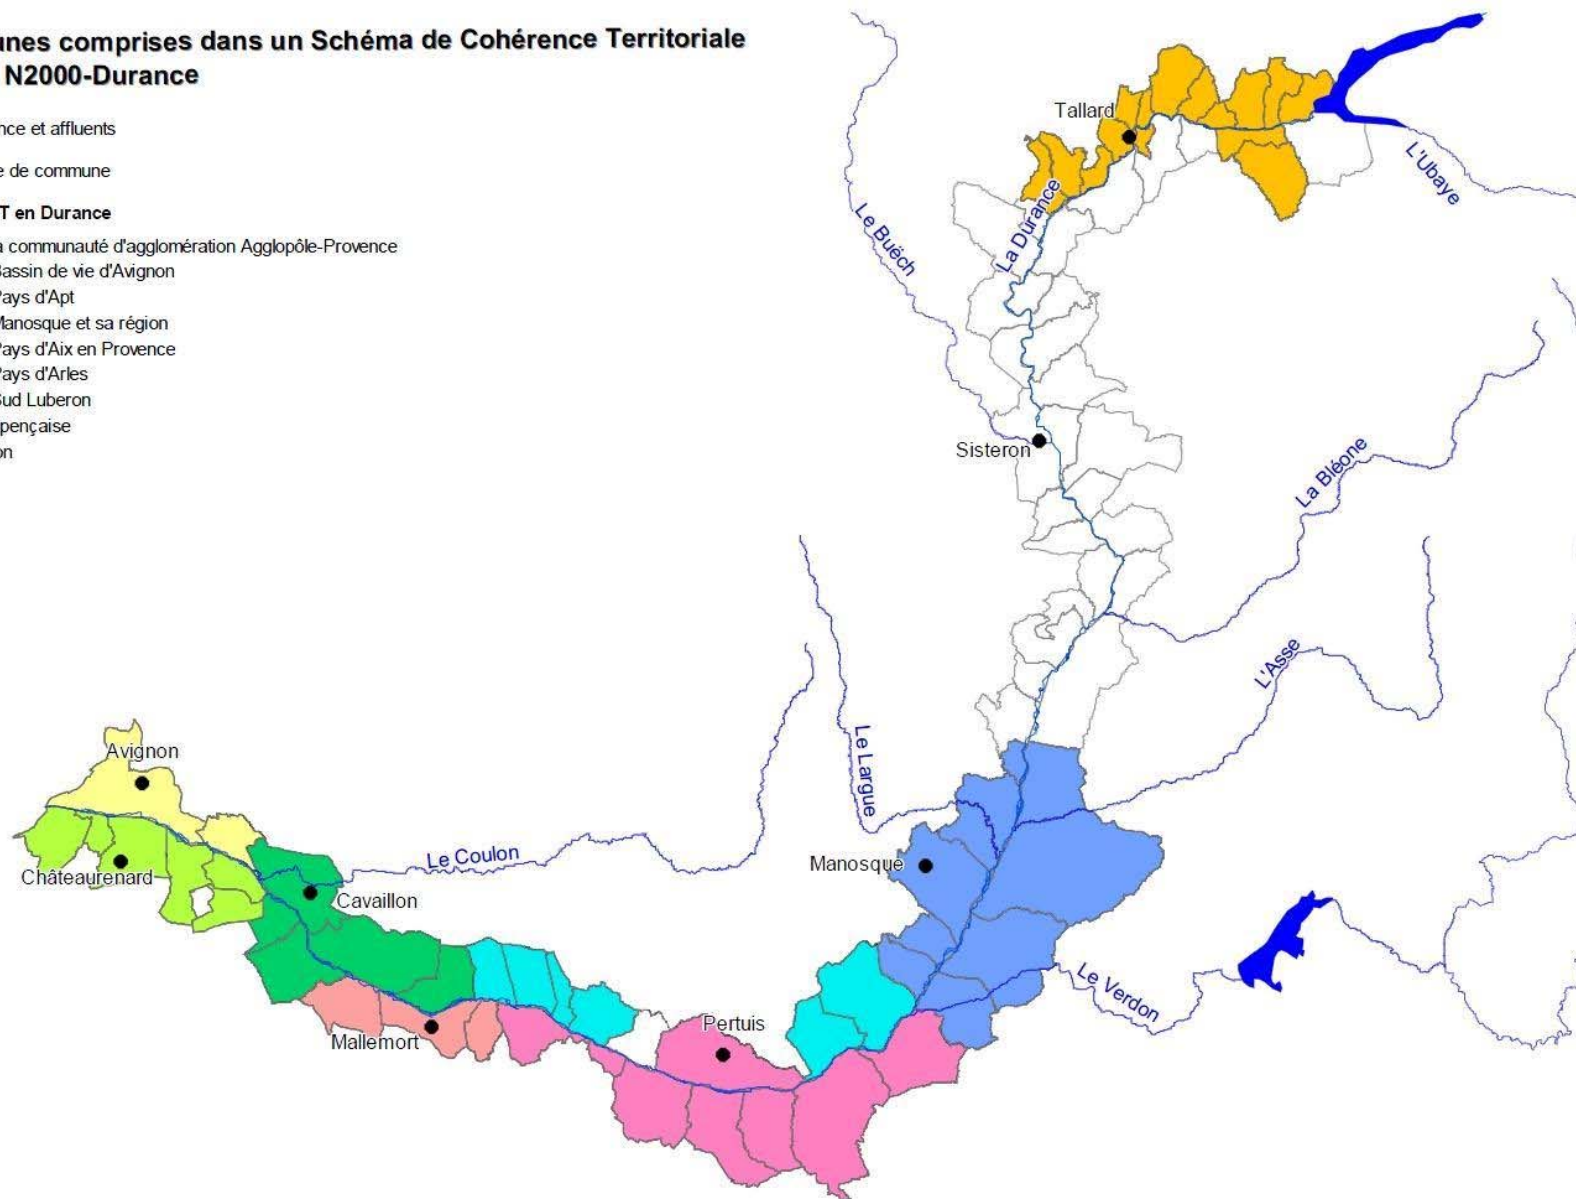 unes comprises dans un Schéma de Cohérence Territoriale
N2000-Durance
nce et affluents
e de commune
T en Durance
a communauté d'agglomération Agglopôle-Provence
Bassin de vie d'Avignon
Pays d'Apt
Manosque et sa région
Pays d'Aix en Provence
Pays d'Arles
Sud Luberon
pençaise
on
Tallard
L'Ubaye
La Durance
Le Buëch
Sisteron
La Bléone
L'Asse
Le Largue
Avignon
Le Coulon
Manosque
Châteaurenard
Cavaillon
Le Verdon
Pertuis
Mallemort